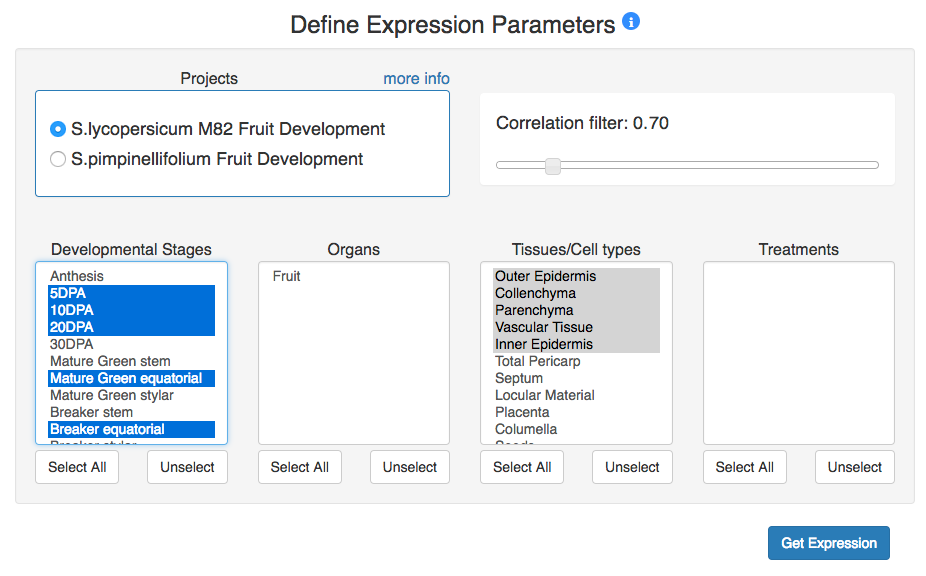 Define Expression Parameters
Projects
more info
S.lycopersicum M82 Fruit Development
S.pimpinellifolium Fruit Development
Correlation filter: 0.70
Developmental Stages
Anthesis
5DPA
10DPA
20DPA
30DPA
Mature Green stem
Mature Green equatorial
Mature Green stylar
Breaker stem
Breaker equatorial
Breaker stylar
Select All
Unselect
Organs
Fruit
Select All
Unselect
Tissues/Cell types
Outer Epidermis
Collenchyma
Parenchyma
Vascular Tissue
Inner Epidermis
Total Pericarp
Septum
Locular Material
Placenta
Columella
Seeds
Select All
Unselect
Treatments
Select All
Unselect
Get Expression